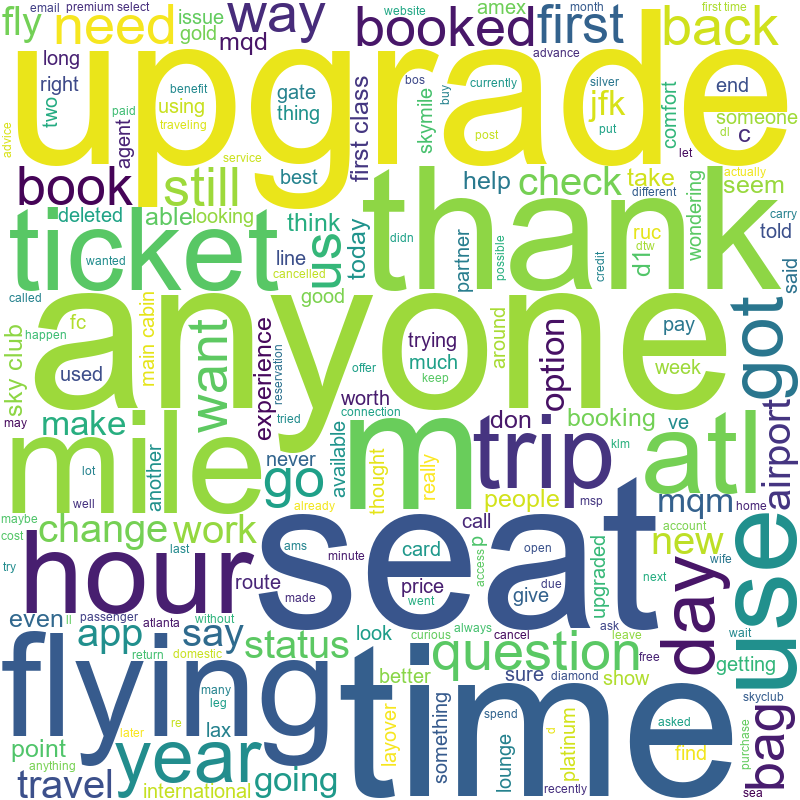 email
premium select
fly
issue
gold
way
mqd
need
booked
website
amex
first
month
first time
back
advance
upgrade
long
right
two
using
traveling
benefit
gate
thing
agent
advice
service
first class
bos
buy
currently
skymile
silver
jfk
put
post
comfort
end
someone
c
dl
let
book
still
best
help
check
take
actually
different
seem
carry
deleted
able
looking
think
thank
ticket
us
today
line
wanted
cancelled
didn
partner
possible
credit
d1
ruc
dtw
wondering
told
said
called
good
anyone
happen
fc
sky club
used
main cabin
want
experience
reservation
offer
trying
much
keep
around
option
pay
week
got
airport
may
make
worth
tried
connection
don
booking
ve
mile
m
trip
atl
klm
lot
well
another
never
go
available
thought
already
really
people
msp
mqm
home
maybe
cost
change
work
call
account
new
try
last
hour
ams
minute
seat
card
access
p
open
upgraded
wife
use
day
next
route
made
price
went
give
due
even
ll
passenger
atlanta
without
app
say
status
look
curious
always
cancel
ask
leave
free
wait
getting
return
domestic
better
question
sure
diamond
show
flying
time
many
leg
lax
re
later
layover
something
spend
lounge
d
recently
asked
platinum
find
purchase
skyclub
bag
point
anything
year
travel
international
going
sea